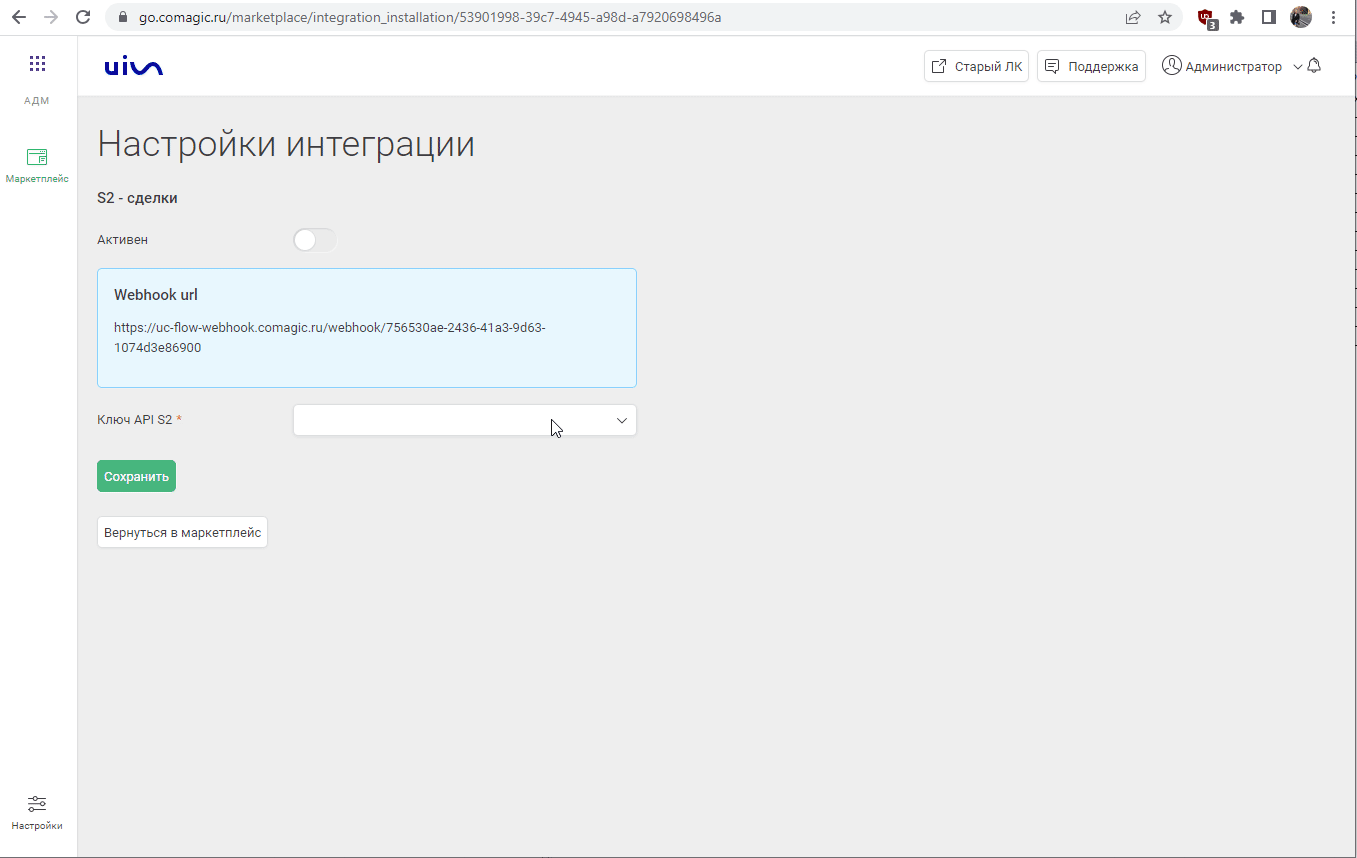 go.comagic.ru/marketplace/integration_installation/53901998-39c7-4945-a98d-a7920698496a
3
uis
Старый ЛК
Поддержка
Администратор
АДМ
Маркетплейс
Настройки интеграции
S2 - сделки
Активен
Webhook url
https://uc-flow-webhook.comagic.ru/webhook/756530ae-2436-41a3-9d63-
1074d3e86900
Ключ API S2 *
Сохранить
Вернуться в маркетплейс
Настройки